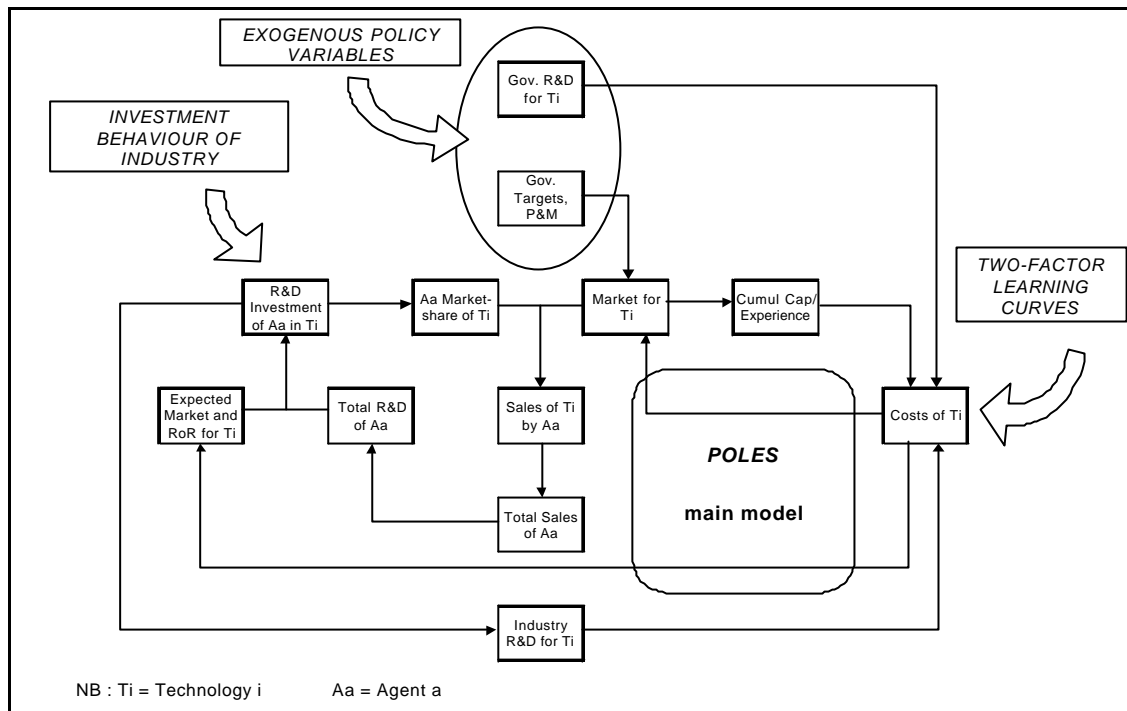 EXOGENOUS POLICY
VARIABLES
Gov. R&D
for Ti
INVESTMENT
BEHAVIOUR OF
INDUSTRY
Gov.
Targets,
P&M
TWO-FACTOR
LEARNING
CURVES
R&D
Investment
of Aa in Ti
Aa Market-
share of Ti
Market for
Ti
Cumul Cap/
Experience
Expected
Market and
RoR for Ti
Total R&D
of Aa
Sales of Ti
by Aa
Costs of Ti
POLES
main model
Total Sales
of Aa
Industry
R&D for Ti
NB : Ti = Technology i Aa = Agent a